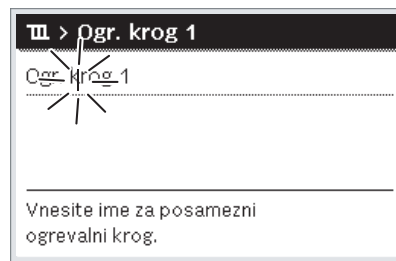 > Ogr. krog 1
Ogr. krog 1
Vnesite ime za posamezni
ogrevalni krog.